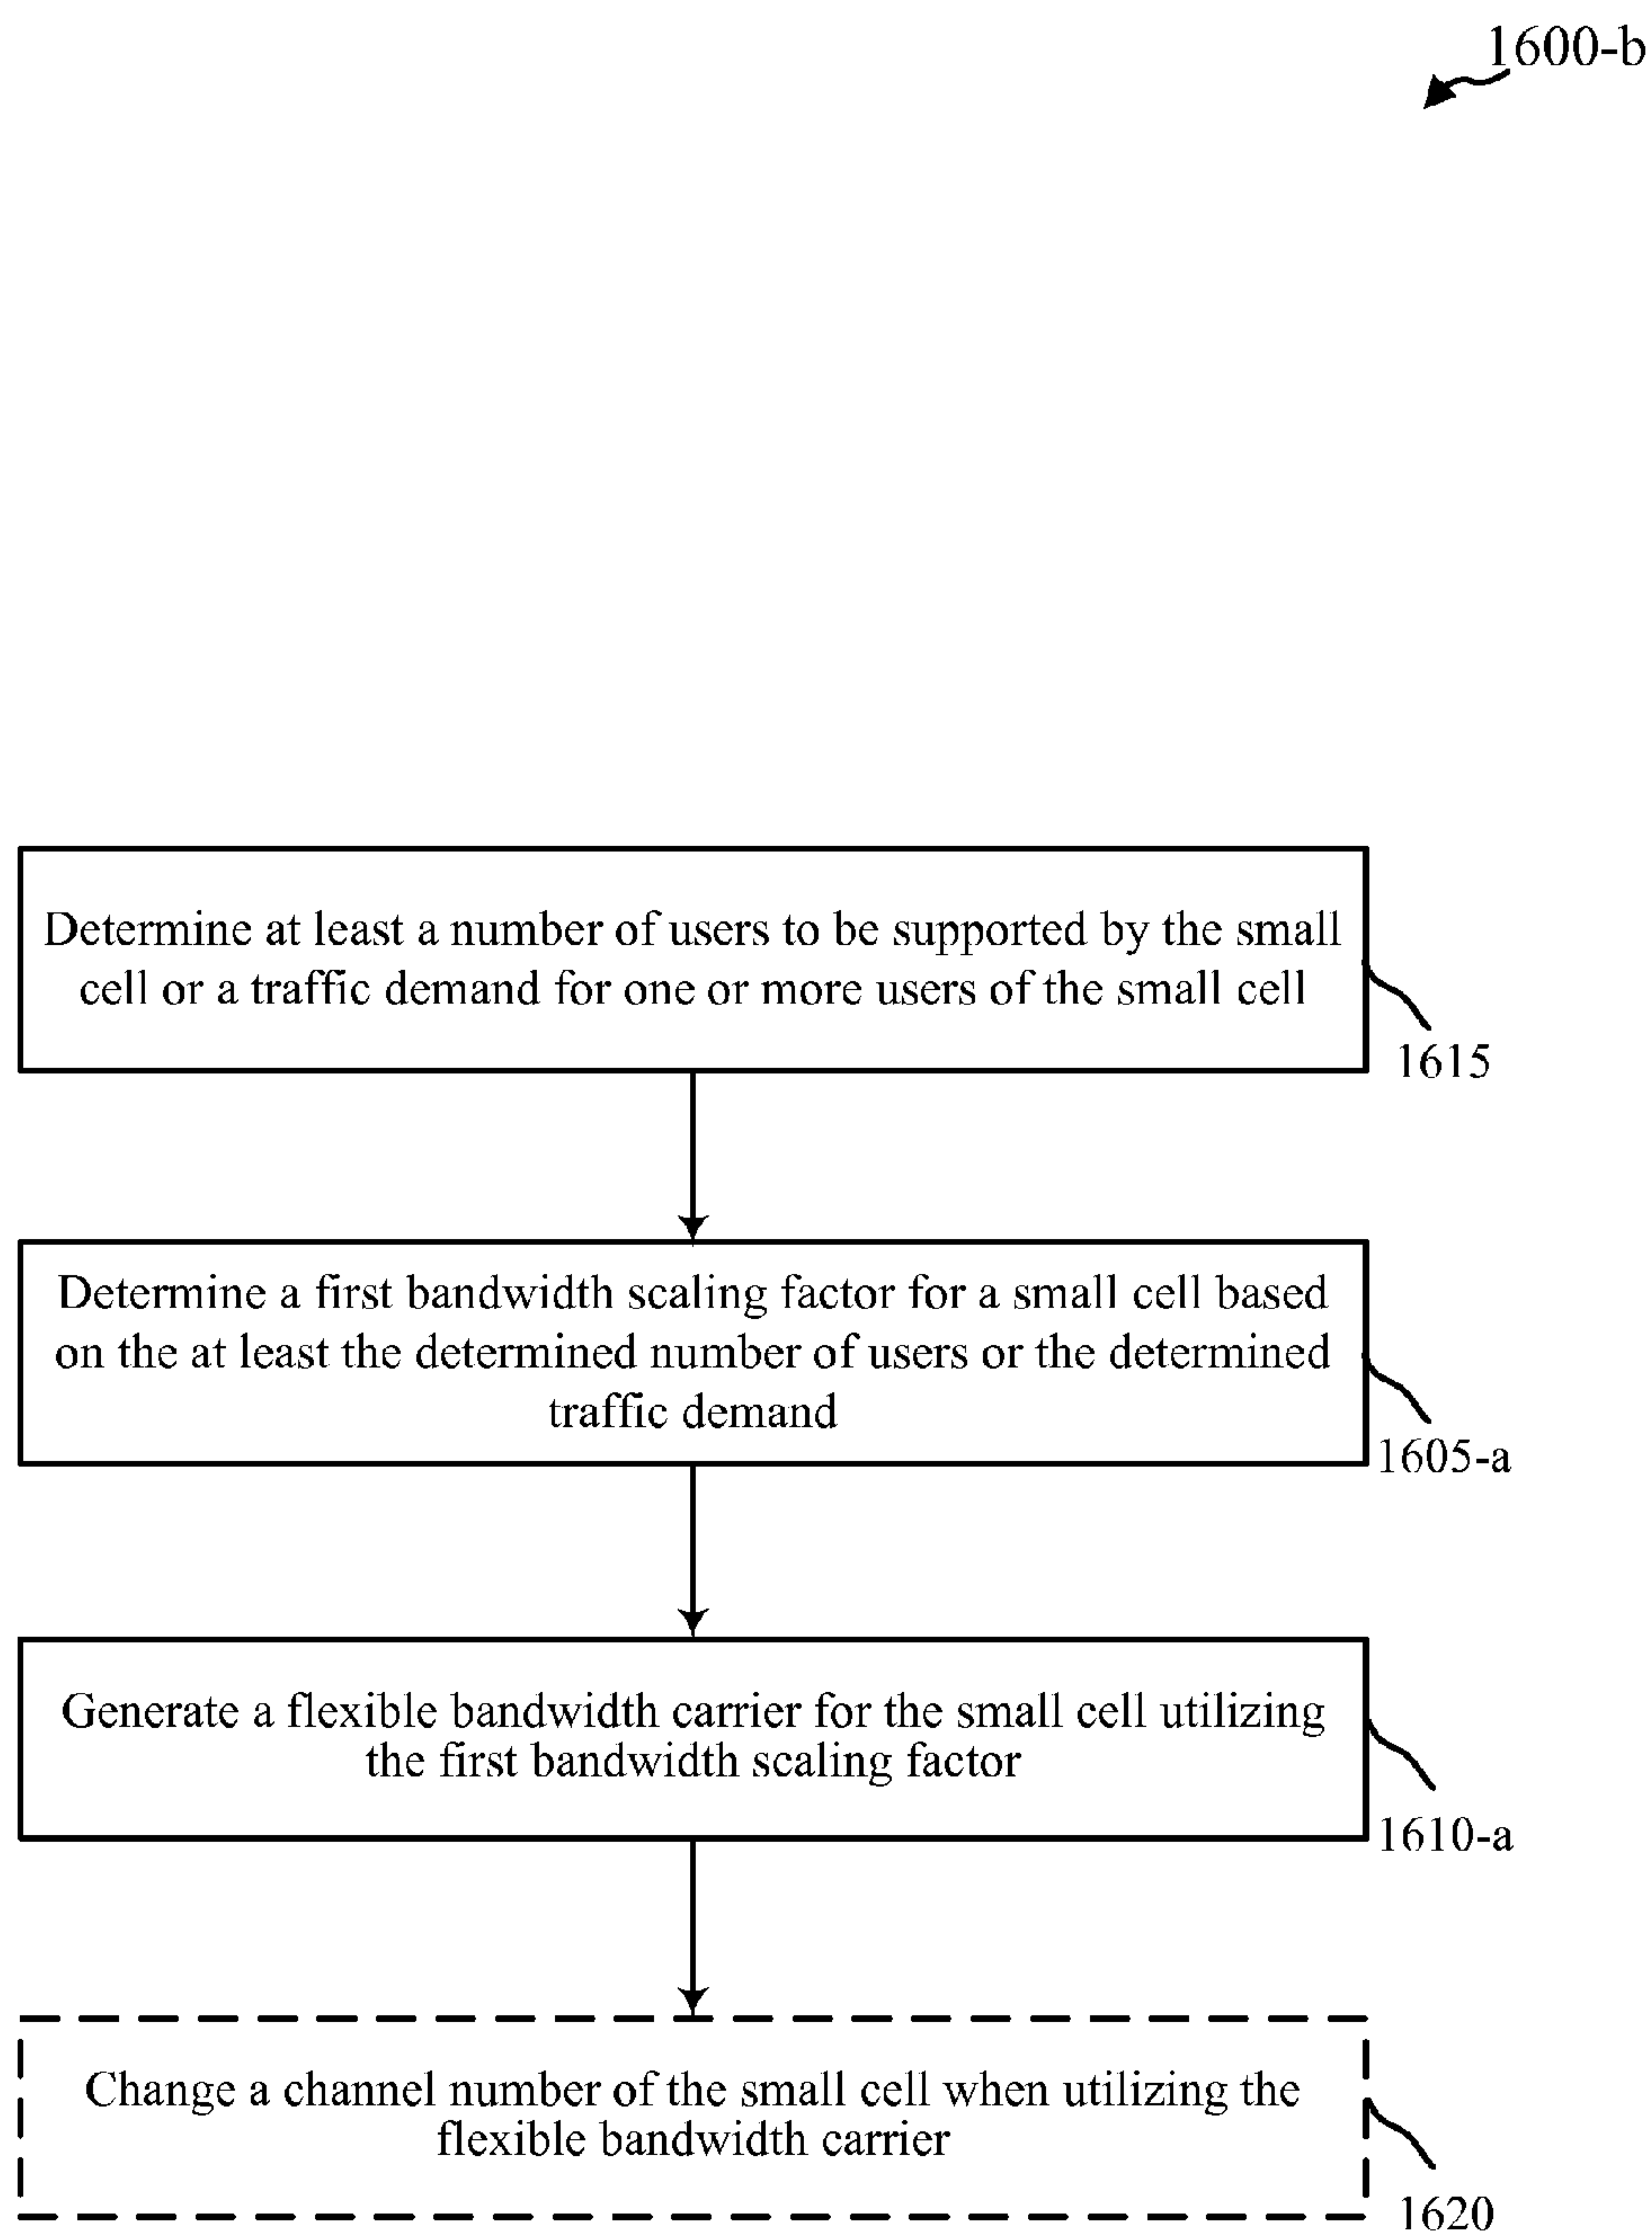 1600-b
Determine at least a number of users to be supported by the small
cell or a traffic demand for one or more users of the small cell
1615
Determine a first bandwidth scaling factor for a small cell based
on the at least the determined number of users or the determined
traffic demand
1605-a
Generate a flexible bandwidth carrier for the small cell utilizing
the first bandwidth scaling factor
1610-a
Change a channel number of the small cell when utilizing the
flexible bandwidth carrier
1620